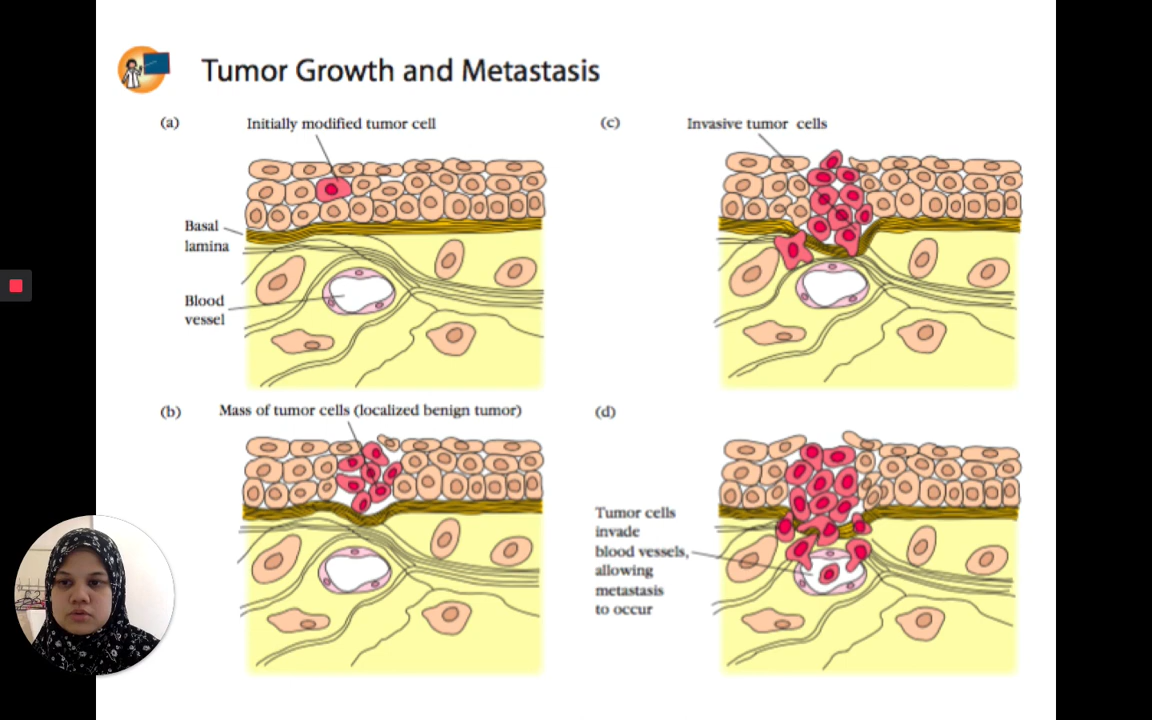 Tumor Growth and Metastasis
(a)
Initially modified tumor cell
Basal
lamina
Blood
vessel
(b)
Mass of tumor cells (localized benign tumor)
(c)
Invasive tumor cells
(d)
Tumor cells
invade
blood vessels,
allowing
metastasis
to occur